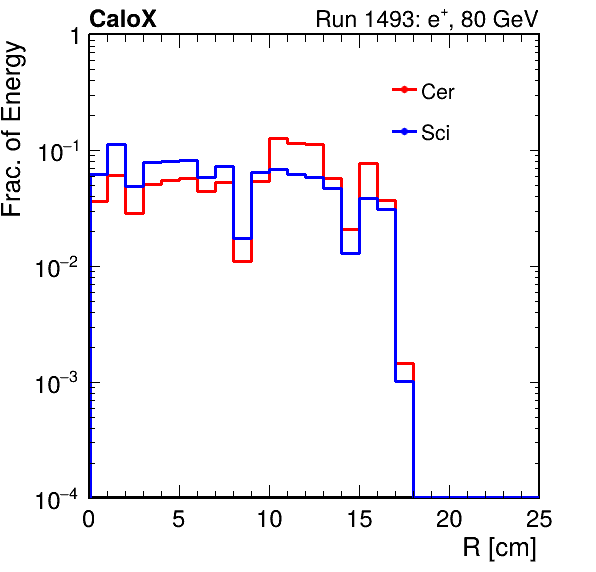 CaloX Run 1493: e⁺, 80 GeV
Frac. of Energy
1
10⁻¹
10⁻²
10⁻³
10⁻⁴
Cer
Sci
0 5 10 15 20 25
R [cm]